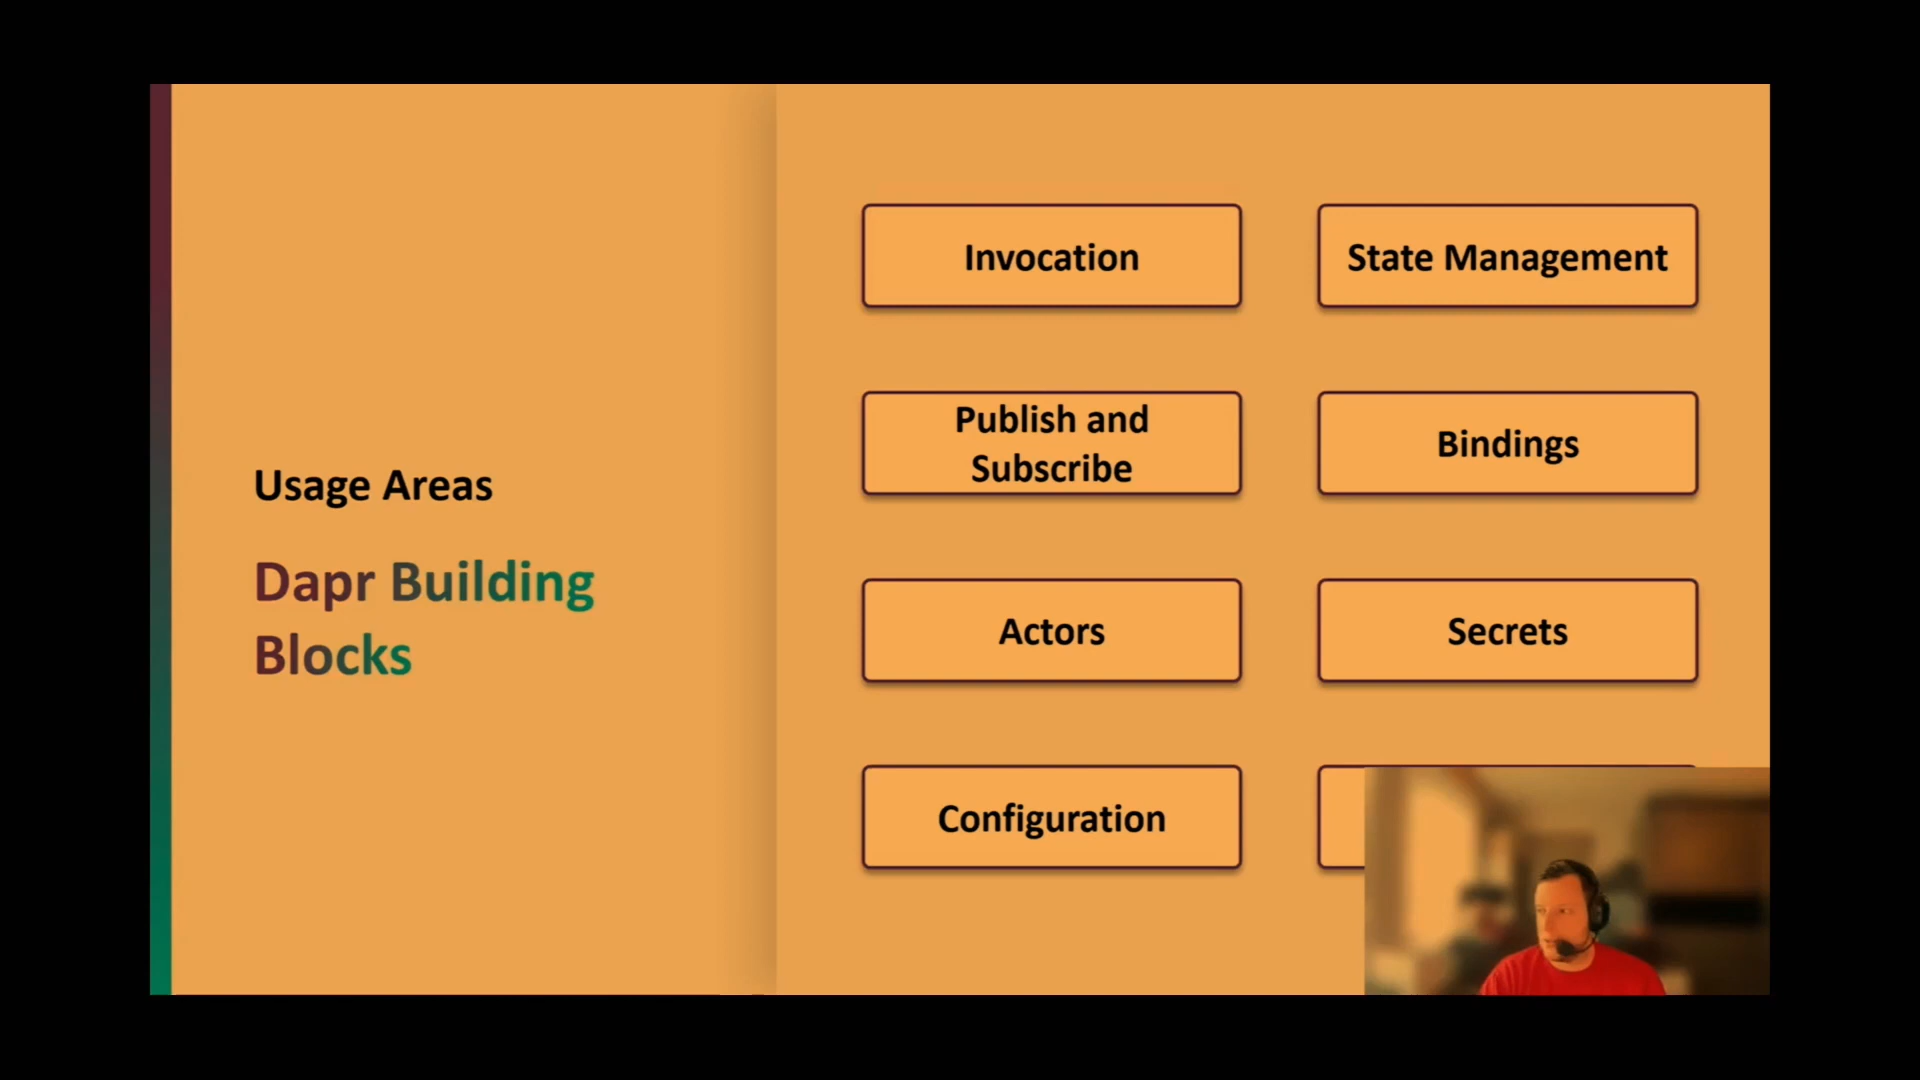 Usage Areas
Dapr Building
Blocks
Invocation
State Management
Publish and
Subscribe
Bindings
Actors
Secrets
Configuration